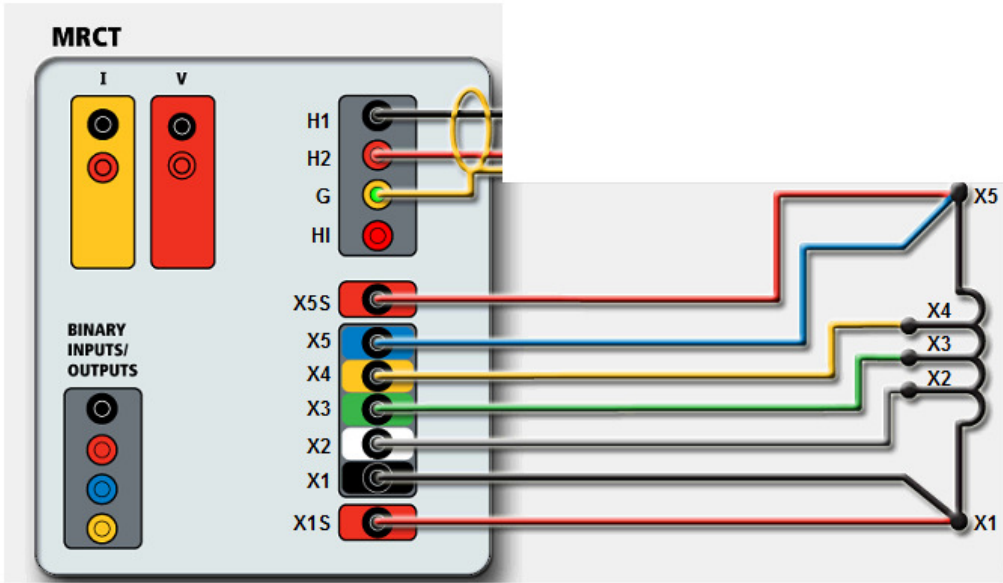 MRCT
I
V
H1
H2
G
HI
X5S
X5
X4
X3
X2
X1
X1S
BINARY
INPUTS/
OUTPUTS
X5
X4
X3
X2
X1